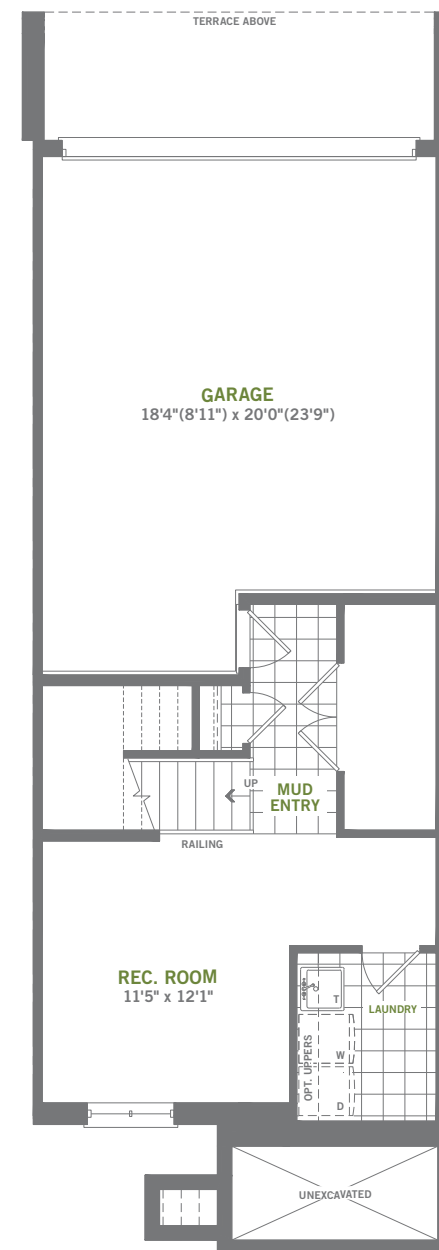 TERRACE ABOVE
GARAGE
18'4"(8'11") x 20'0"(23'9")
UP
MUD
ENTRY
RAILING
REC. ROOM
11'5" x 12'1"
T
LAUNDRY
OPT. UPPERS
W
D
UNEXCAVATED